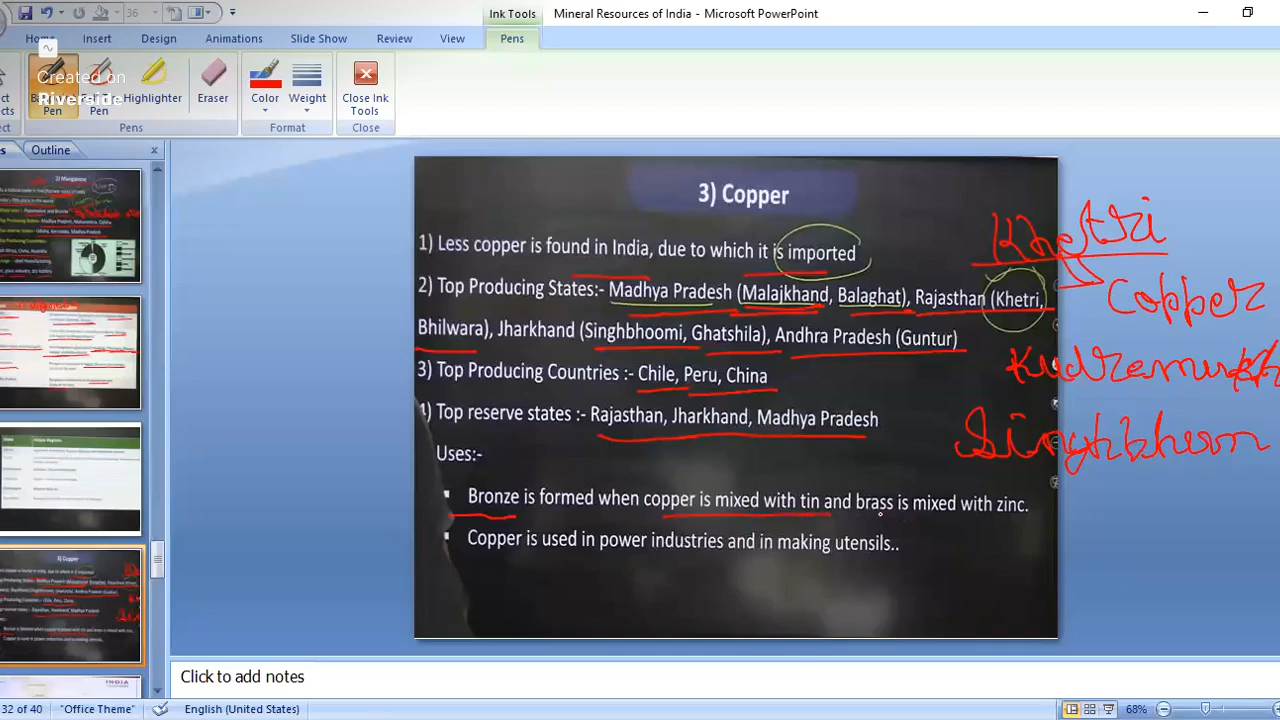 36
Ink Tools
Mineral Resources of India - Microsoft PowerPoint
Home Insert Design Animations Slide Show Review View Pens
Created on
Riverside
Pen
Pen
Highlighter
Eraser
Color
Weight
Close Ink
Tools
Pens
Format
Close
Outline
3) Copper
1) Less copper is found in India, due to which it is imported
2) Top Producing States:- Madhya Pradesh (Malajkhand, Balaghat), Rajasthan (Khetri,
Bhilwara), Jharkhand (Singhbhoomi, Ghatshila), Andhra Pradesh (Guntur)
3) Top Producing Countries :- Chile, Peru, China
4) Top reserve states :- Rajasthan, Jharkhand, Madhya Pradesh
Uses:-
▪ Bronze is formed when copper is mixed with tin and brass is mixed with zinc.
▪ Copper is used in power industries and in making utensils..
Khetri
Copper
Kudremukh
Singhbhum
Click to add notes
32 of 40
"Office Theme"
English (United States)
68%